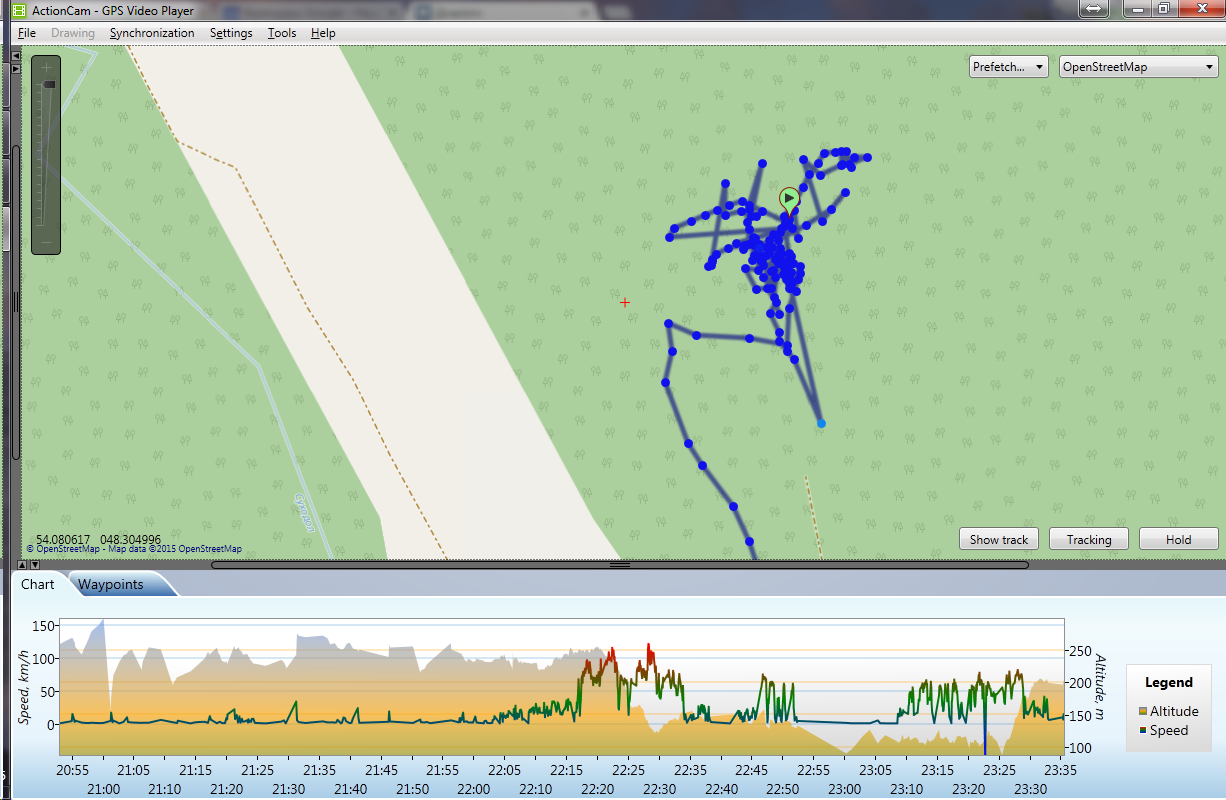 ActionCam - GPS Video Player
File Drawing Synchronization Settings Tools Help
Prefetch... OpenStreetMap
54.080617 048.304996
© OpenStreetMap - Map data ©2015 OpenStreetMap
Show track Tracking Hold
Chart Waypoints
Speed, km/h
150
100
50
0
250
200
150
100
Altitude, m
Legend
Altitude
Speed
20:55 21:05 21:15 21:25 21:35 21:45 21:55 22:05 22:15 22:25 22:35 22:45 22:55 23:05 23:15 23:25 23:35
21:00 21:10 21:20 21:30 21:40 21:50 22:00 22:10 22:20 22:30 22:40 22:50 23:00 23:10 23:20 23:30